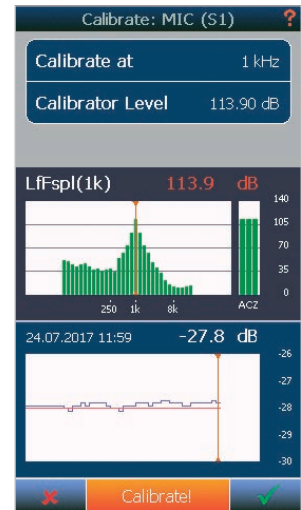 Calibrate: MIC (S1) ?
Calibrate at 1 kHz
Calibrator Level 113.90 dB
LfFspl(1k) 113.9 dB
140
105
70
35
0
250 1k 8k ACZ
24.07.2017 11:59 -27.8 dB
-26
-27
-28
-29
-30
Calibrate!